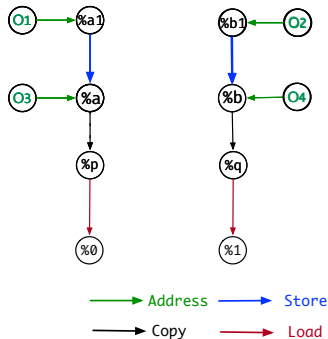 O1 %a1 %b1 O2
O3 %a %b O4
%p %q
%0 %1
Address Store
Copy Load